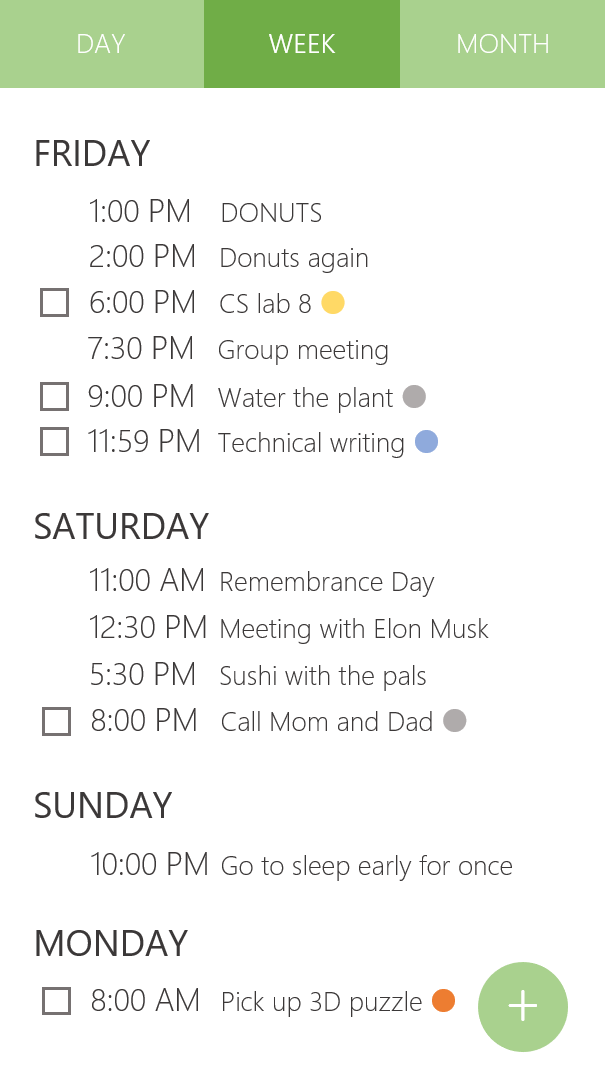 DAY WEEK MONTH
FRIDAY
1:00 PM DONUTS
2:00 PM Donuts again
6:00 PM CS lab 8
7:30 PM Group meeting
9:00 PM Water the plant
11:59 PM Technical writing
SATURDAY
11:00 AM Remembrance Day
12:30 PM Meeting with Elon Musk
5:30 PM Sushi with the pals
8:00 PM Call Mom and Dad
SUNDAY
10:00 PM Go to sleep early for once
MONDAY
8:00 AM Pick up 3D puzzle
+